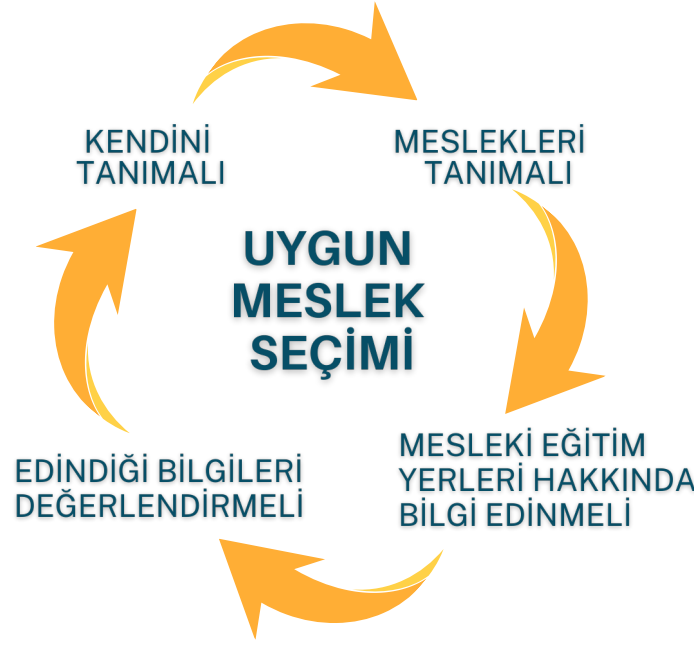 KENDİNİ
TANIMALI
MESLEKLERİ
TANIMALI
UYGUN
MESLEK
SEÇİMİ
MESLEKİ EĞİTİM
YERLERİ HAKKINDA
BİLGİ EDİNMELİ
EDİNDİĞİ BİLGİLERİ
DEĞERLENDİRMELİ